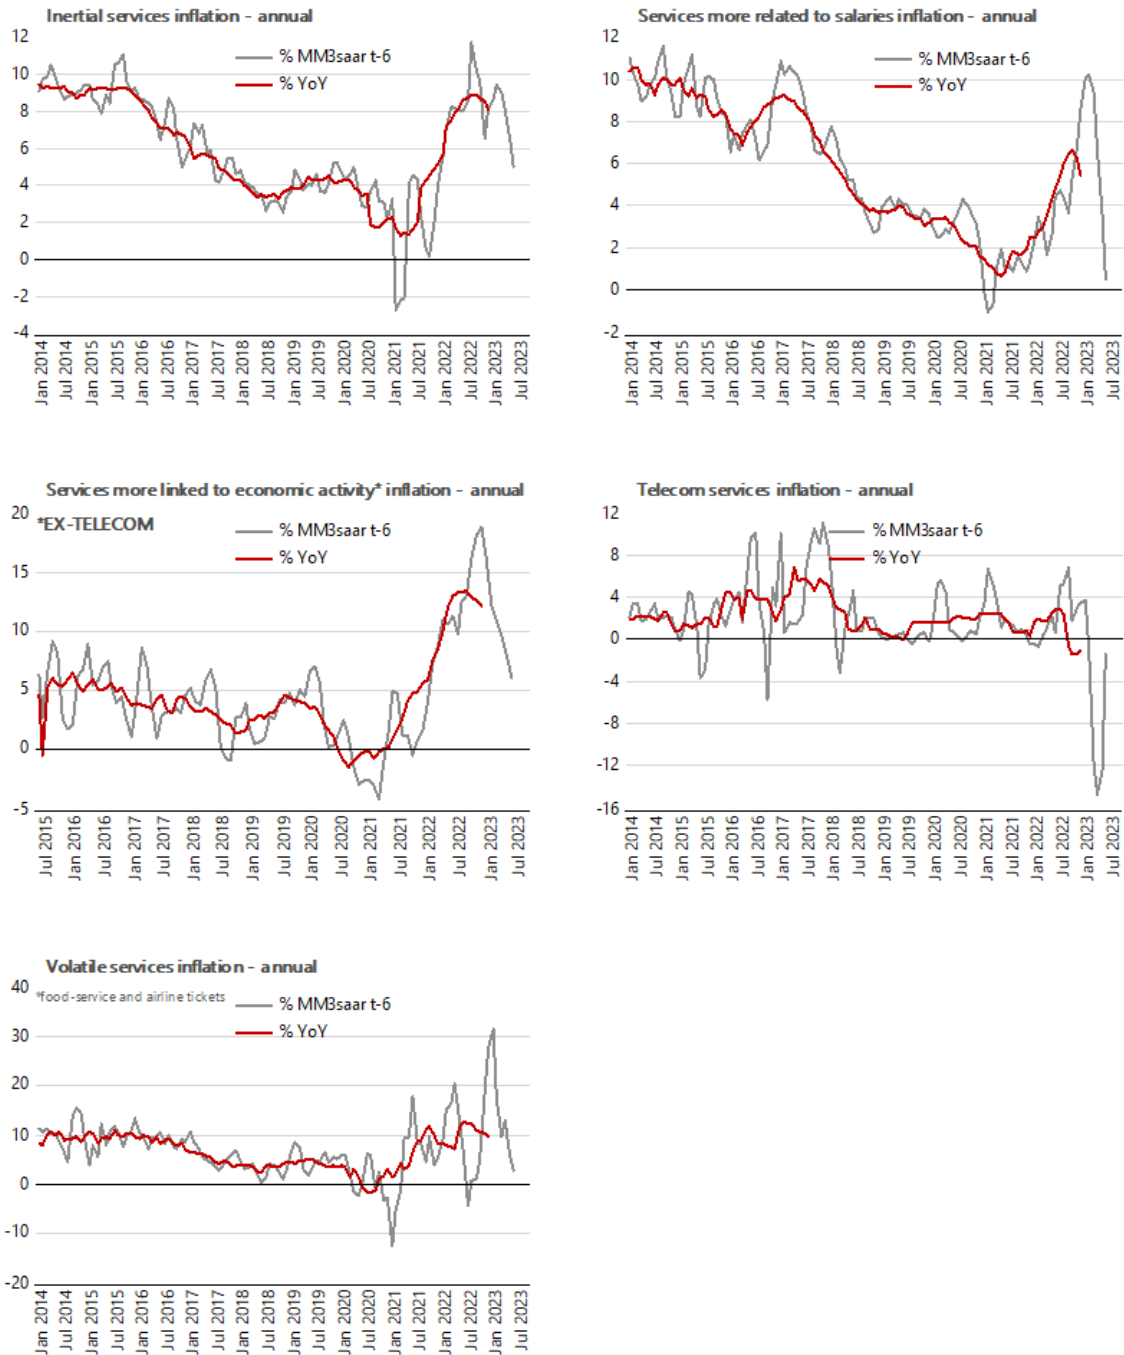 Inertial services inflation - annual
12
10
8
6
4
2
0
-2
-4
% MM3saar t-6
% YoY
Jan 2014
Jul 2014
Jan 2015
Jul 2015
Jan 2016
Jul 2016
Jan 2017
Jul 2017
Jan 2018
Jul 2018
Jan 2019
Jul 2019
Jan 2020
Jul 2020
Jan 2021
Jul 2021
Jan 2022
Jul 2022
Jan 2023
Jul 2023
Services more related to salaries inflation - annual
12
10
8
6
4
2
0
-2
% MM3saar t-6
% YoY
Jan 2014
Jul 2014
Jan 2015
Jul 2015
Jan 2016
Jul 2016
Jan 2017
Jul 2017
Jan 2018
Jul 2018
Jan 2019
Jul 2019
Jan 2020
Jul 2020
Jan 2021
Jul 2021
Jan 2022
Jul 2022
Jan 2023
Jul 2023
Services more linked to economic activity* inflation - annual
*EX-TELECOM
20
15
10
5
0
-5
% MM3saar t-6
% YoY
Jul 2015
Jan 2016
Jul 2016
Jan 2017
Jul 2017
Jan 2018
Jul 2018
Jan 2019
Jul 2019
Jan 2020
Jul 2020
Jan 2021
Jul 2021
Jan 2022
Jul 2022
Jan 2023
Jul 2023
Telecom services inflation - annual
12
8
4
0
-4
-8
-12
-16
% MM3saar t-6
% YoY
Jan 2014
Jul 2014
Jan 2015
Jul 2015
Jan 2016
Jul 2016
Jan 2017
Jul 2017
Jan 2018
Jul 2018
Jan 2019
Jul 2019
Jan 2020
Jul 2020
Jan 2021
Jul 2021
Jan 2022
Jul 2022
Jan 2023
Jul 2023
Volatile services inflation - annual
*food-service and airline tickets
40
30
20
10
0
-10
-20
% MM3saar t-6
% YoY
Jan 2014
Jul 2014
Jan 2015
Jul 2015
Jan 2016
Jul 2016
Jan 2017
Jul 2017
Jan 2018
Jul 2018
Jan 2019
Jul 2019
Jan 2020
Jul 2020
Jan 2021
Jul 2021
Jan 2022
Jul 2022
Jan 2023
Jul 2023